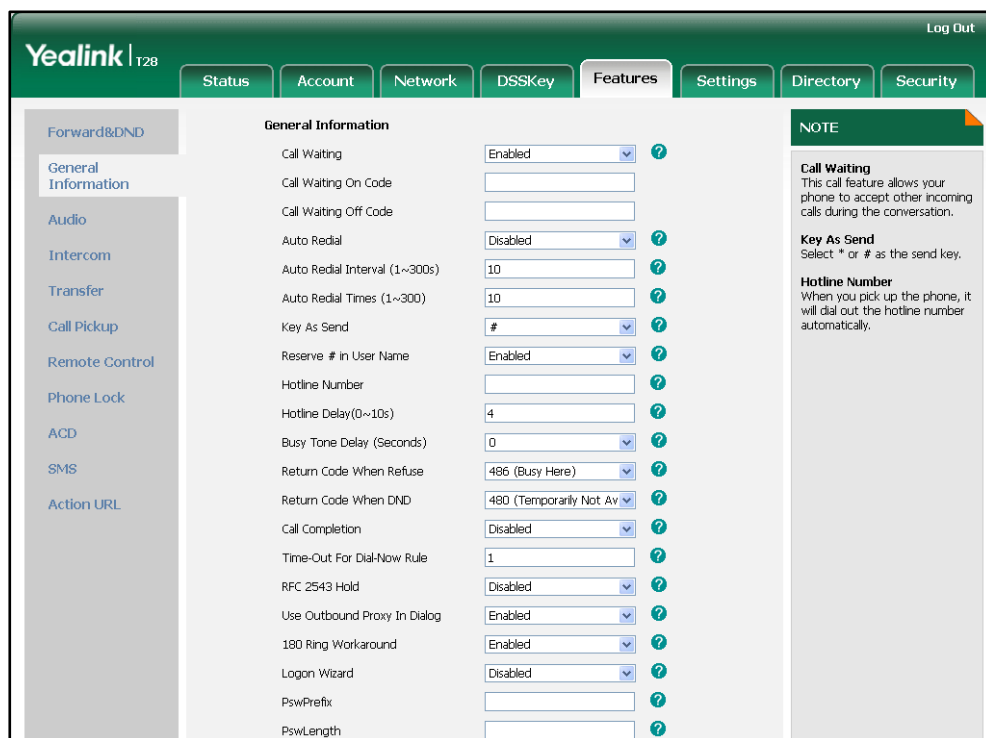 Log Out
Yealink T28
Status Account Network DSSKey Features Settings Directory Security
Forward&DND
General
Information
Audio
Intercom
Transfer
Call Pickup
Remote Control
Phone Lock
ACD
SMS
Action URL
General Information
Call Waiting Enabled ?
Call Waiting On Code
Call Waiting Off Code
Auto Redial Disabled ?
Auto Redial Interval (1~300s) 10 ?
Auto Redial Times (1~300) 10 ?
Key As Send # ?
Reserve # in User Name Enabled ?
Hotline Number ?
Hotline Delay(0~10s) 4 ?
Busy Tone Delay (Seconds) 0 ?
Return Code When Refuse 486 (Busy Here) ?
Return Code When DND 480 (Temporarily Not Av ?
Call Completion Disabled ?
Time-Out For Dial-Now Rule 1 ?
RFC 2543 Hold Disabled ?
Use Outbound Proxy In Dialog Enabled ?
180 Ring Workaround Enabled ?
Logon Wizard Disabled ?
PswPrefix ?
PswLength ?
NOTE
Call Waiting
This call feature allows your
phone to accept other incoming
calls during the conversation.
Key As Send
Select * or # as the send key.
Hotline Number
When you pick up the phone, it
will dial out the hotline number
automatically.